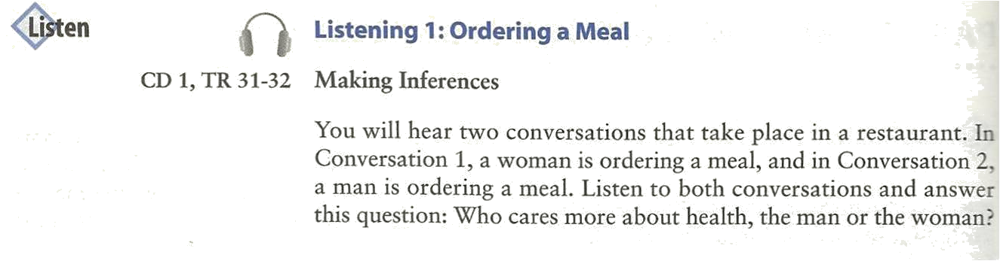 Listen
Listening 1: Ordering a Meal
CD 1, TR 31-32 Making Inferences
You will hear two conversations that take place in a restaurant. In
Conversation 1, a woman is ordering a meal, and in Conversation 2,
a man is ordering a meal. Listen to both conversations and answer
this question: Who cares more about health, the man or the woman?